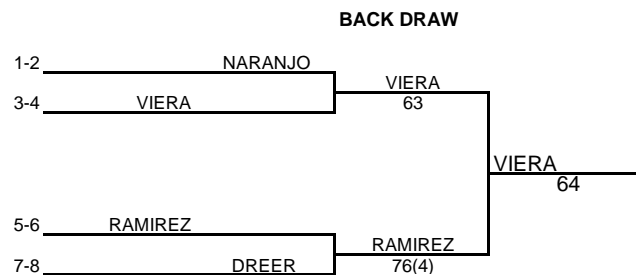 BACK DRAW
1-2 NARANJO
VIERA
3-4 VIERA
63
VIERA
64
5-6 RAMIREZ
RAMIREZ
7-8 DREER
76(4)